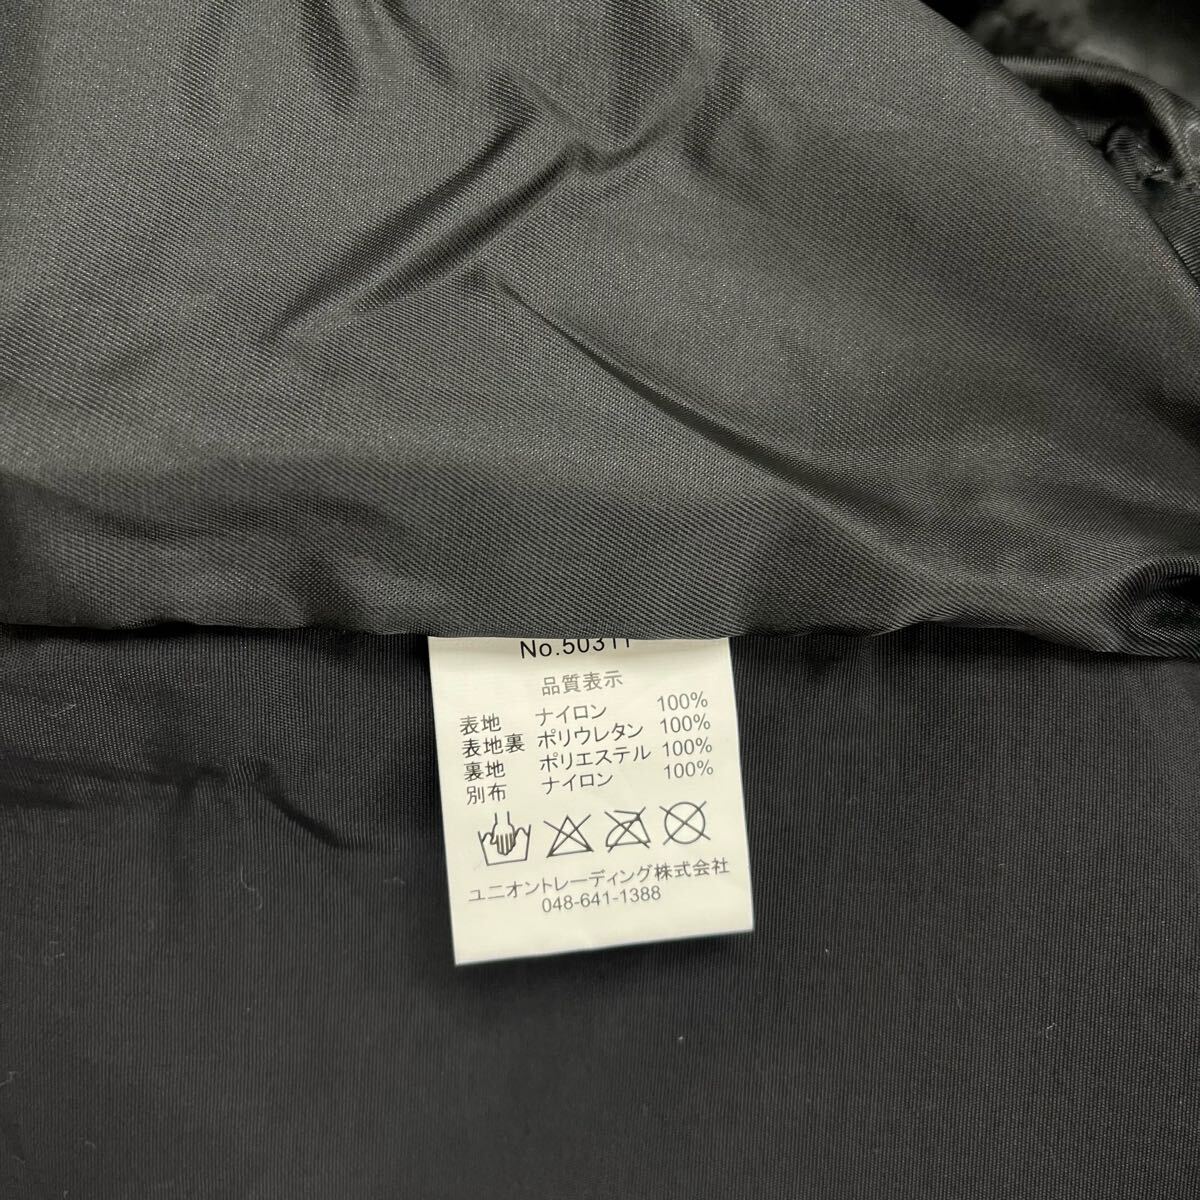 No.50311
品質表示
表地 ナイロン 100%
表地裏 ポリウレタン 100%
裏地 ポリエステル 100%
別布 ナイロン 100%
ユニオントレーディング株式会社
048-641-1388